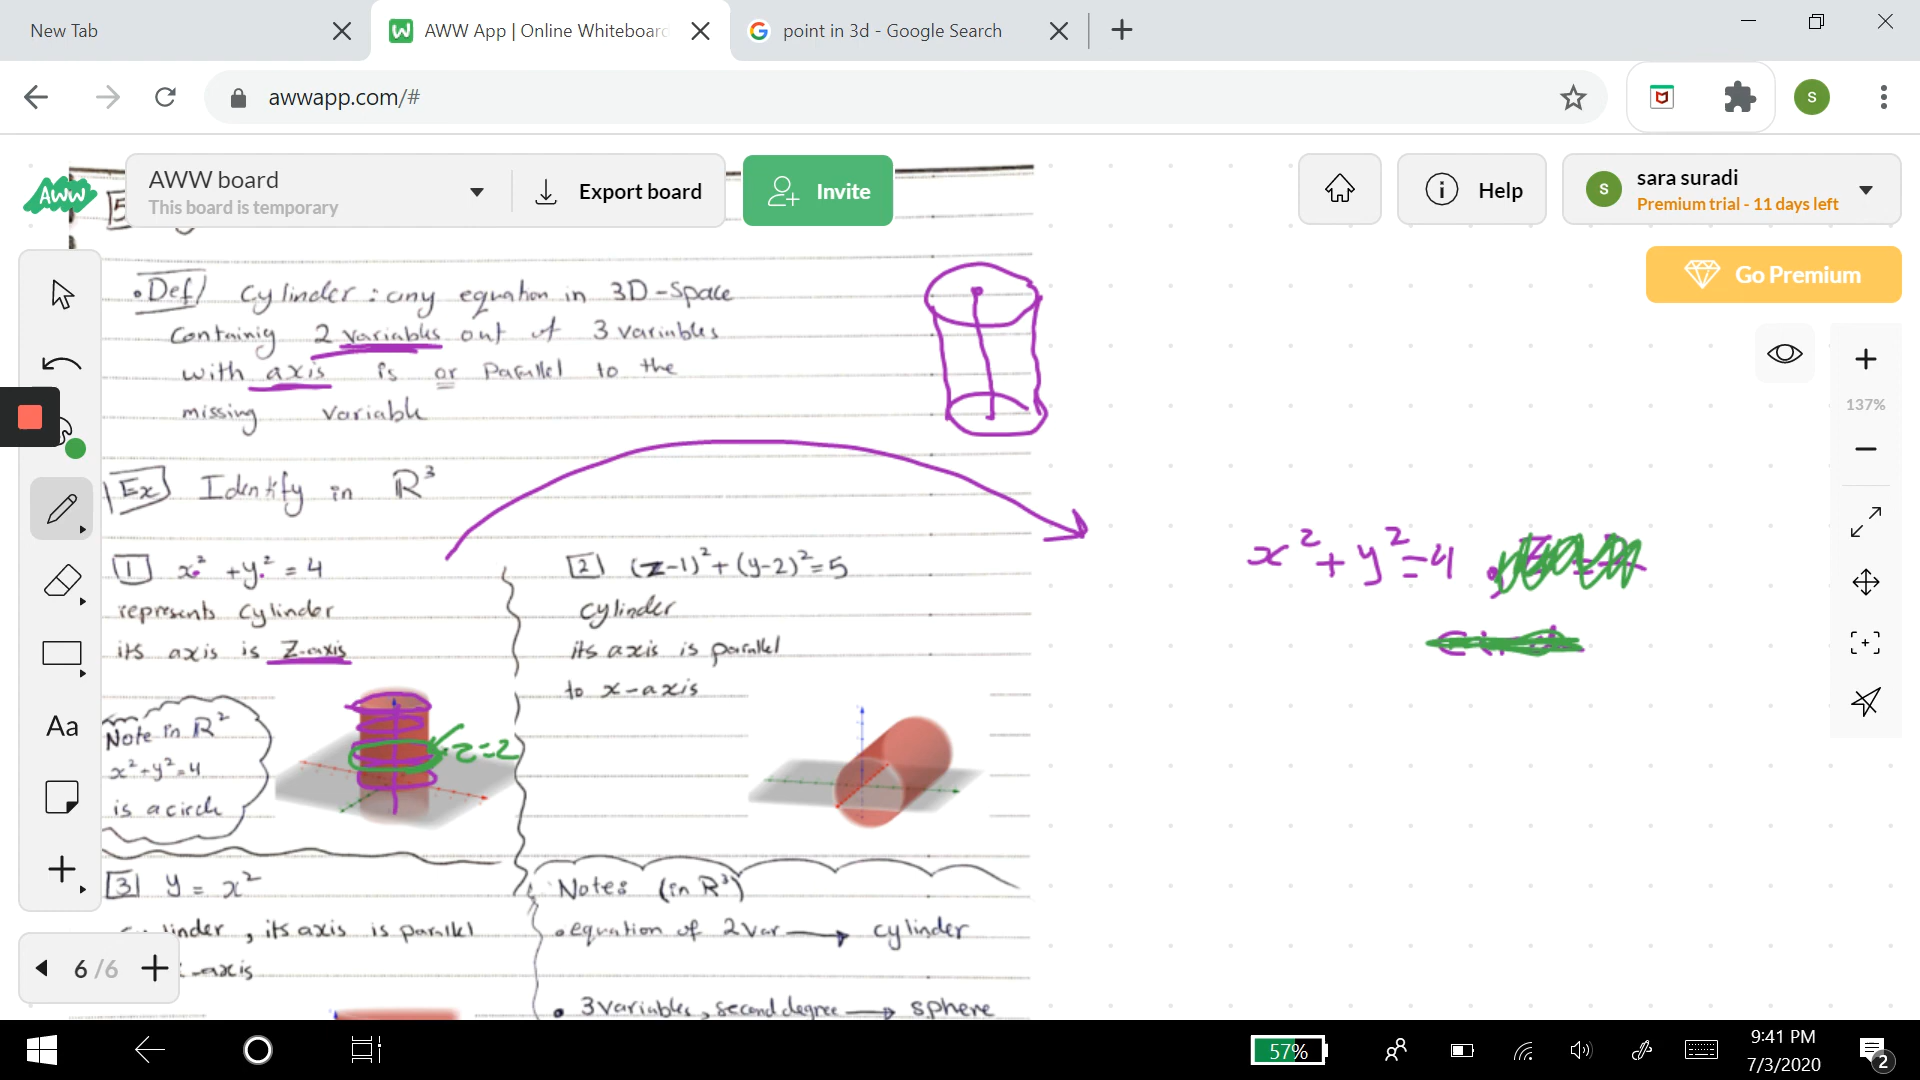 New Tab
AWW App | Online Whiteboard
point in 3d - Google Search
awwapp.com/#
S
AWW
AWW board
This board is temporary
Export board
Invite
Help
S
sara suradi
Premium trial - 11 days left
Go Premium
137%
Def/ cylinder : any equation in 3D-space
Containig 2 variables out of 3 variables
with axis is or Parallel to the
missing variable
Ex Identify in ℝ³
1 x² + y² = 4
represents cylinder
its axis is Z-axis
2 (z-1)² + (y-2)² = 5
cylinder
its axis is parallel
to x-axis
x² + y² = 4
Note in R²
x² + y² = 4
is a circle
z=2
3 y = x²
linder, its axis is parallel
-axis
Notes (in R³)
equation of 2 var → cylinder
3 variables, second degree → sphere
Aa
6 /6
57%
9:41 PM
7/3/2020
2